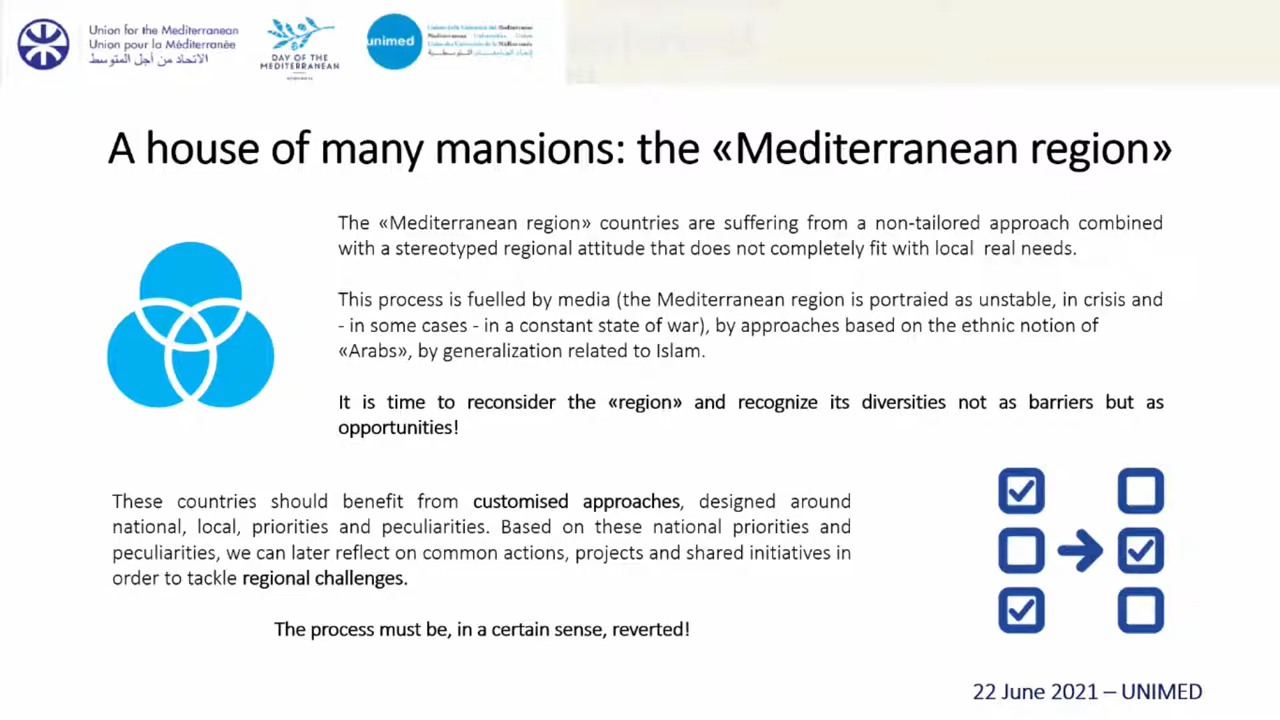 Union for the Mediterranean
Union pour la Méditerranée
الاتحاد من أجل المتوسط
DAY OF THE
MEDITERRANEAN
unimed
A house of many mansions: the «Mediterranean region»
The «Mediterranean region» countries are suffering from a non-tailored approach combined
with a stereotyped regional attitude that does not completely fit with local real needs.
This process is fuelled by media (the Mediterranean region is portraied as unstable, in crisis and
- in some cases - in a constant state of war), by approaches based on the ethnic notion of
«Arabs», by generalization related to Islam.
It is time to reconsider the «region» and recognize its diversities not as barriers but as
opportunities!
These countries should benefit from customised approaches, designed around
national, local, priorities and peculiarities. Based on these national priorities and
peculiarities, we can later reflect on common actions, projects and shared initiatives in
order to tackle regional challenges.
The process must be, in a certain sense, reverted!
22 June 2021 – UNIMED